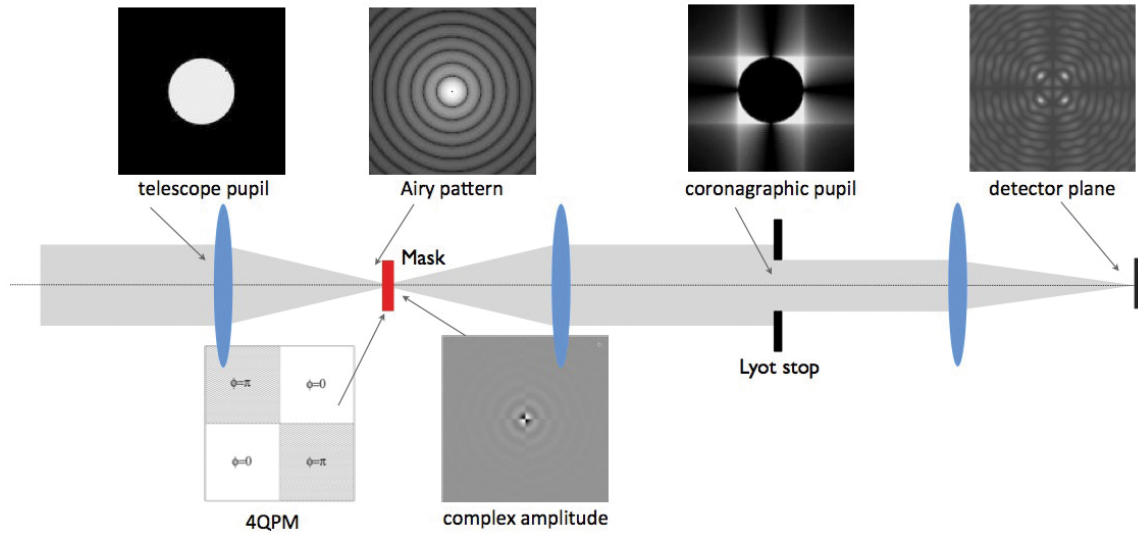 telescope pupil
Airy pattern
coronagraphic pupil
detector plane
Mask
Lyot stop
ϕ=π
ϕ=0
ϕ=0
ϕ=π
4QPM
complex amplitude